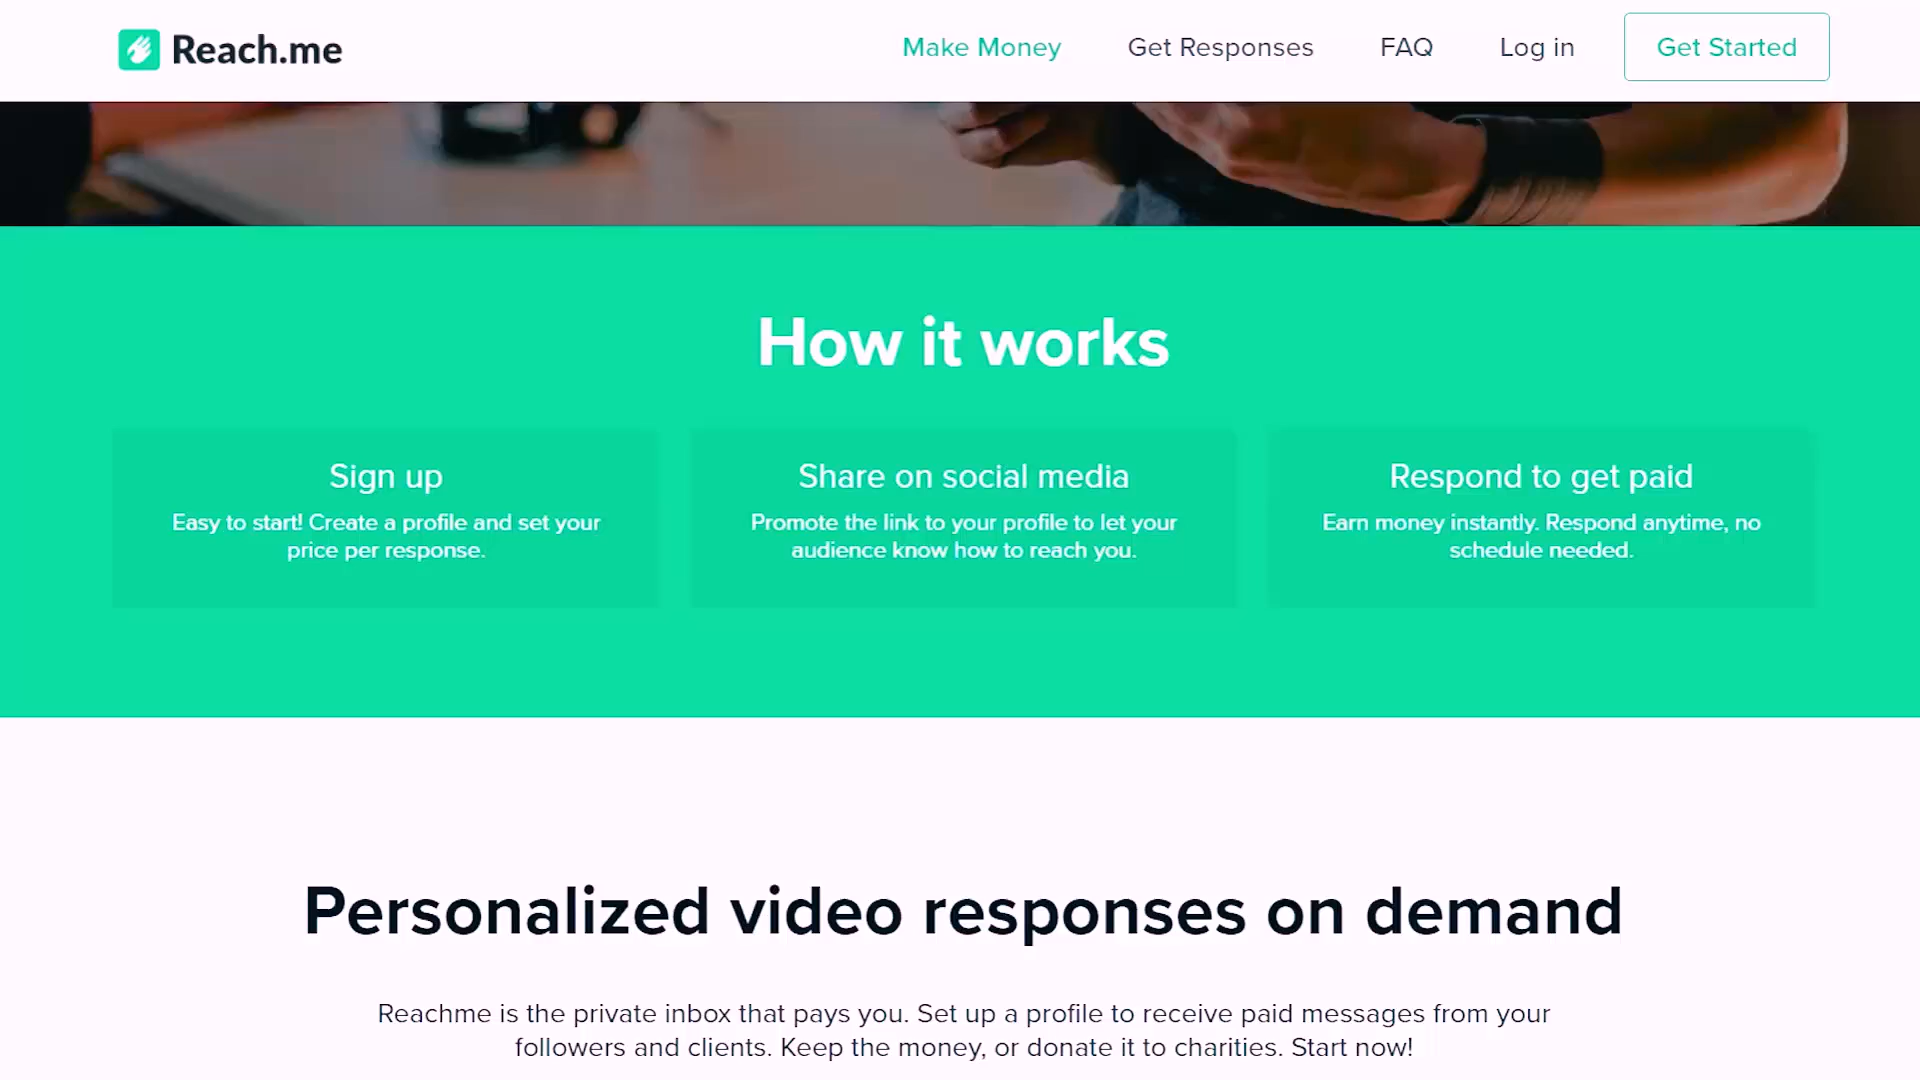 Reach.me
Make Money
Get Responses
FAQ
Log in
Get Started
How it works
Sign up
Easy to start! Create a profile and set your
price per response.
Share on social media
Promote the link to your profile to let your
audience know how to reach you.
Respond to get paid
Earn money instantly. Respond anytime, no
schedule needed.
Personalized video responses on demand
Reachme is the private inbox that pays you. Set up a profile to receive paid messages from your
followers and clients. Keep the money, or donate it to charities. Start now!